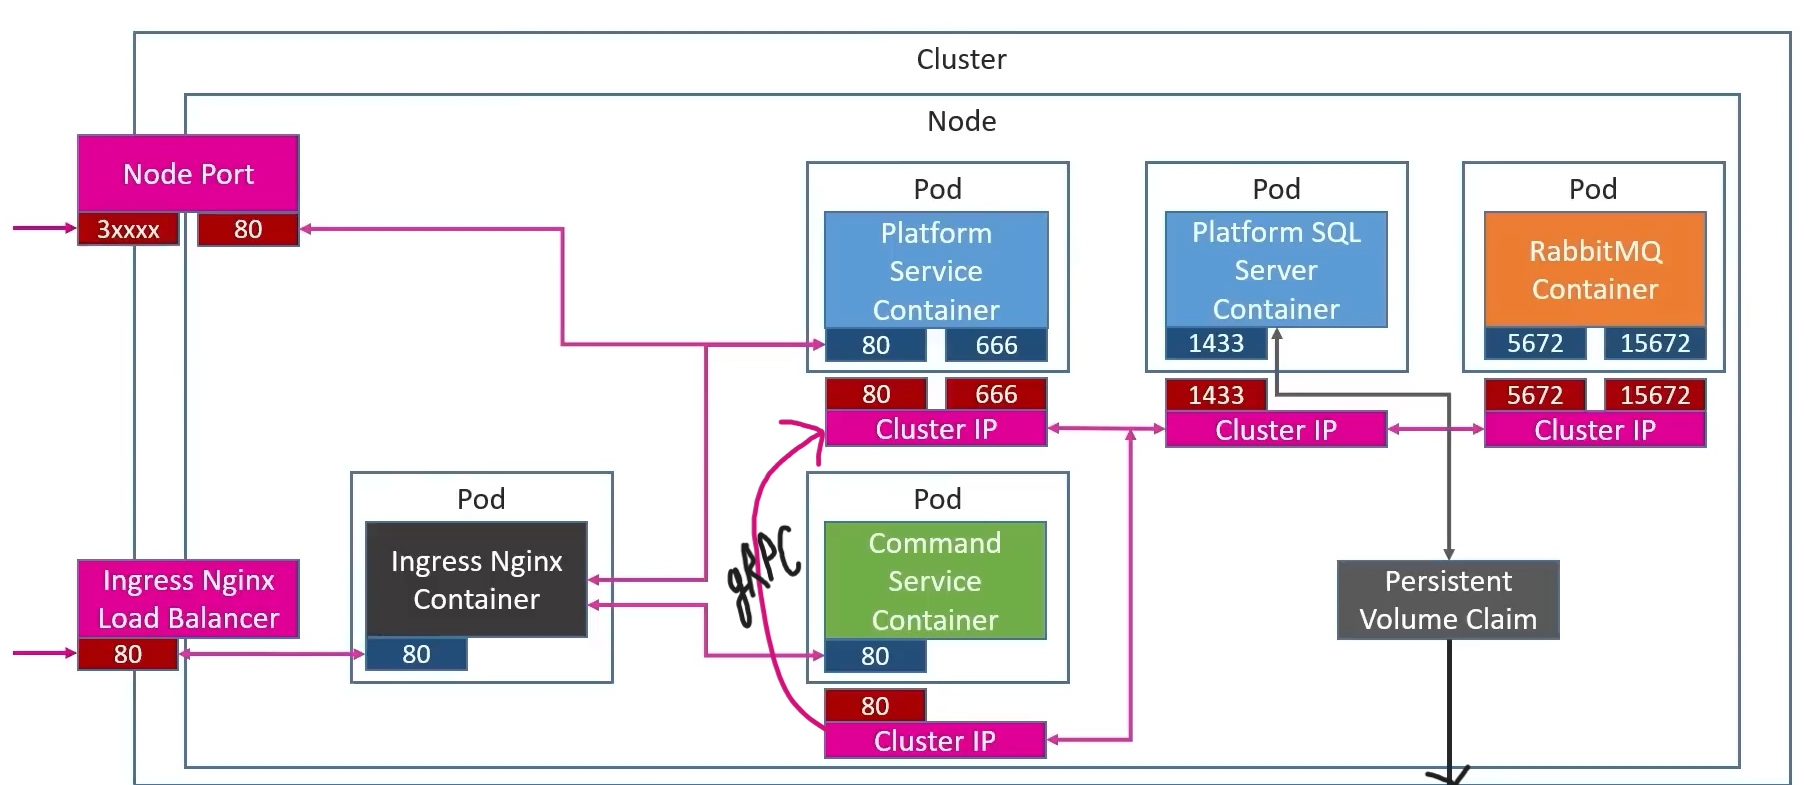 Cluster
Node
Node Port
3xxxx
80
Pod
Platform
Service
Container
80
666
80
666
Cluster IP
Pod
Platform SQL
Server
Container
1433
1433
Cluster IP
Pod
RabbitMQ
Container
5672
15672
5672
15672
Cluster IP
Ingress Nginx
Load Balancer
80
Pod
Ingress Nginx
Container
80
gRPC
Pod
Command
Service
Container
80
80
Cluster IP
Persistent
Volume Claim